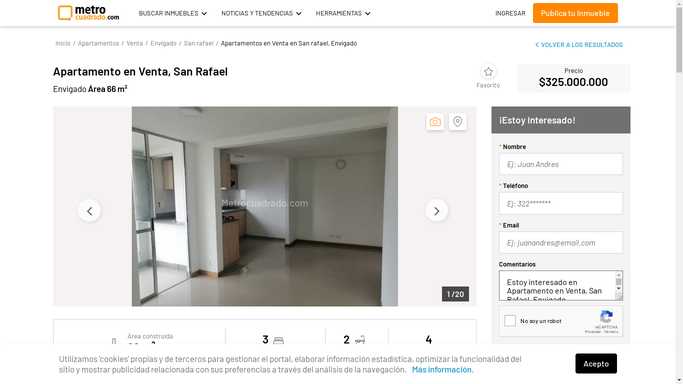 metro
cuadrado.com
BUSCAR INMUEBLES
NOTICIAS Y TENDENCIAS
HERRAMIENTAS
INGRESAR
Publica tu Inmueble
Inicio / Apartamentos / Venta / Envigado / San rafael / Apartamentos en Venta en San rafael, Envigado
VOLVER A LOS RESULTADOS
Apartamento en Venta, San Rafael
Envigado Área 66 m²
Favorito
Precio
$325.000.000
Metrocuadrado.com
1 / 20
¡Estoy Interesado!
* Nombre
Ej: Juan Andres
* Teléfono
Ej: 322*******
* Email
Ej: juanandres@email.com
Comentarios
Estoy interesado en
Apartamento en Venta, San
Rafael, Envigado
No soy un robot
reCAPTCHA
Privacidad - Términos
Área construida
3
2
4
Utilizamos 'cookies' propias y de terceros para gestionar el portal, elaborar información estadística, optimizar la funcionalidad del
sitio y mostrar publicidad relacionada con sus preferencias a través del análisis de la navegación. Más información.
Acepto